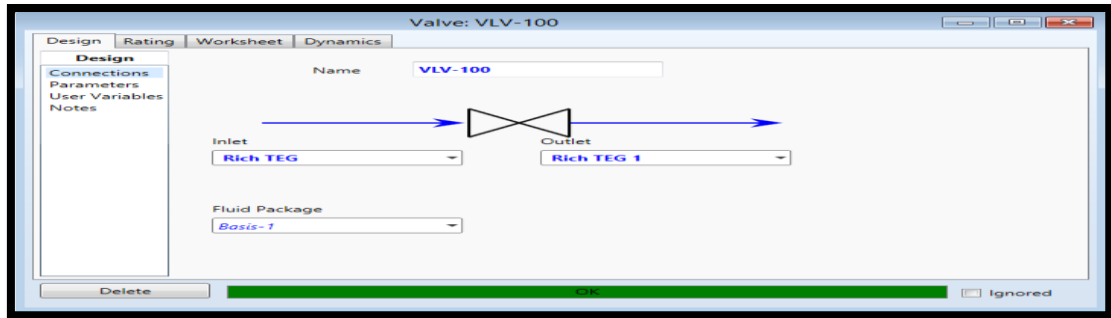 Valve: VLV-100
Design Rating Worksheet Dynamics
Design
Connections
Parameters
User Variables
Notes
Name VLV-100
Inlet Outlet
Rich TEG Rich TEG 1
Fluid Package
Basis-1
Delete OK Ignored